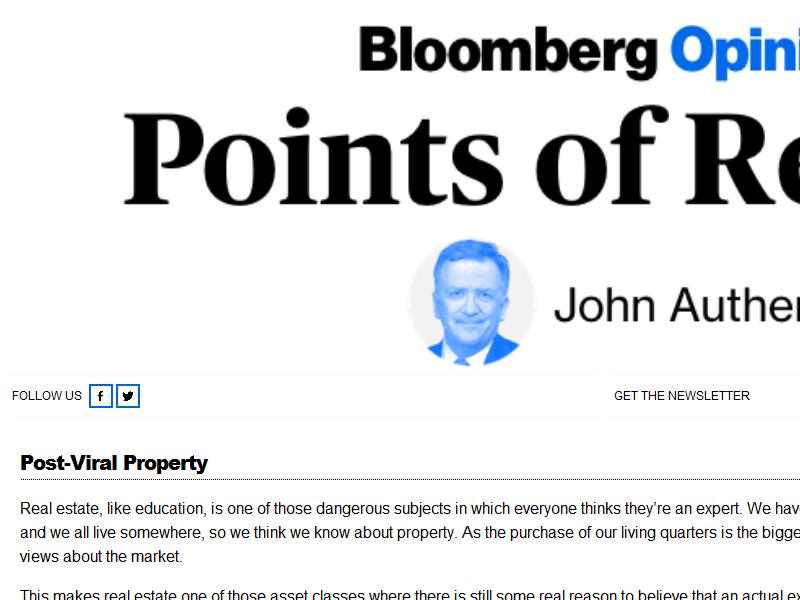 Bloomberg Opini
Points of Re
John Auther
FOLLOW US
GET THE NEWSLETTER
Post-Viral Property
Real estate, like education, is one of those dangerous subjects in which everyone thinks they're an expert. We hav
and we all live somewhere, so we think we know about property. As the purchase of our living quarters is the bigge
views about the market.
This makes real estate one of those asset classes where there is still some real reason to believe that an actual ex